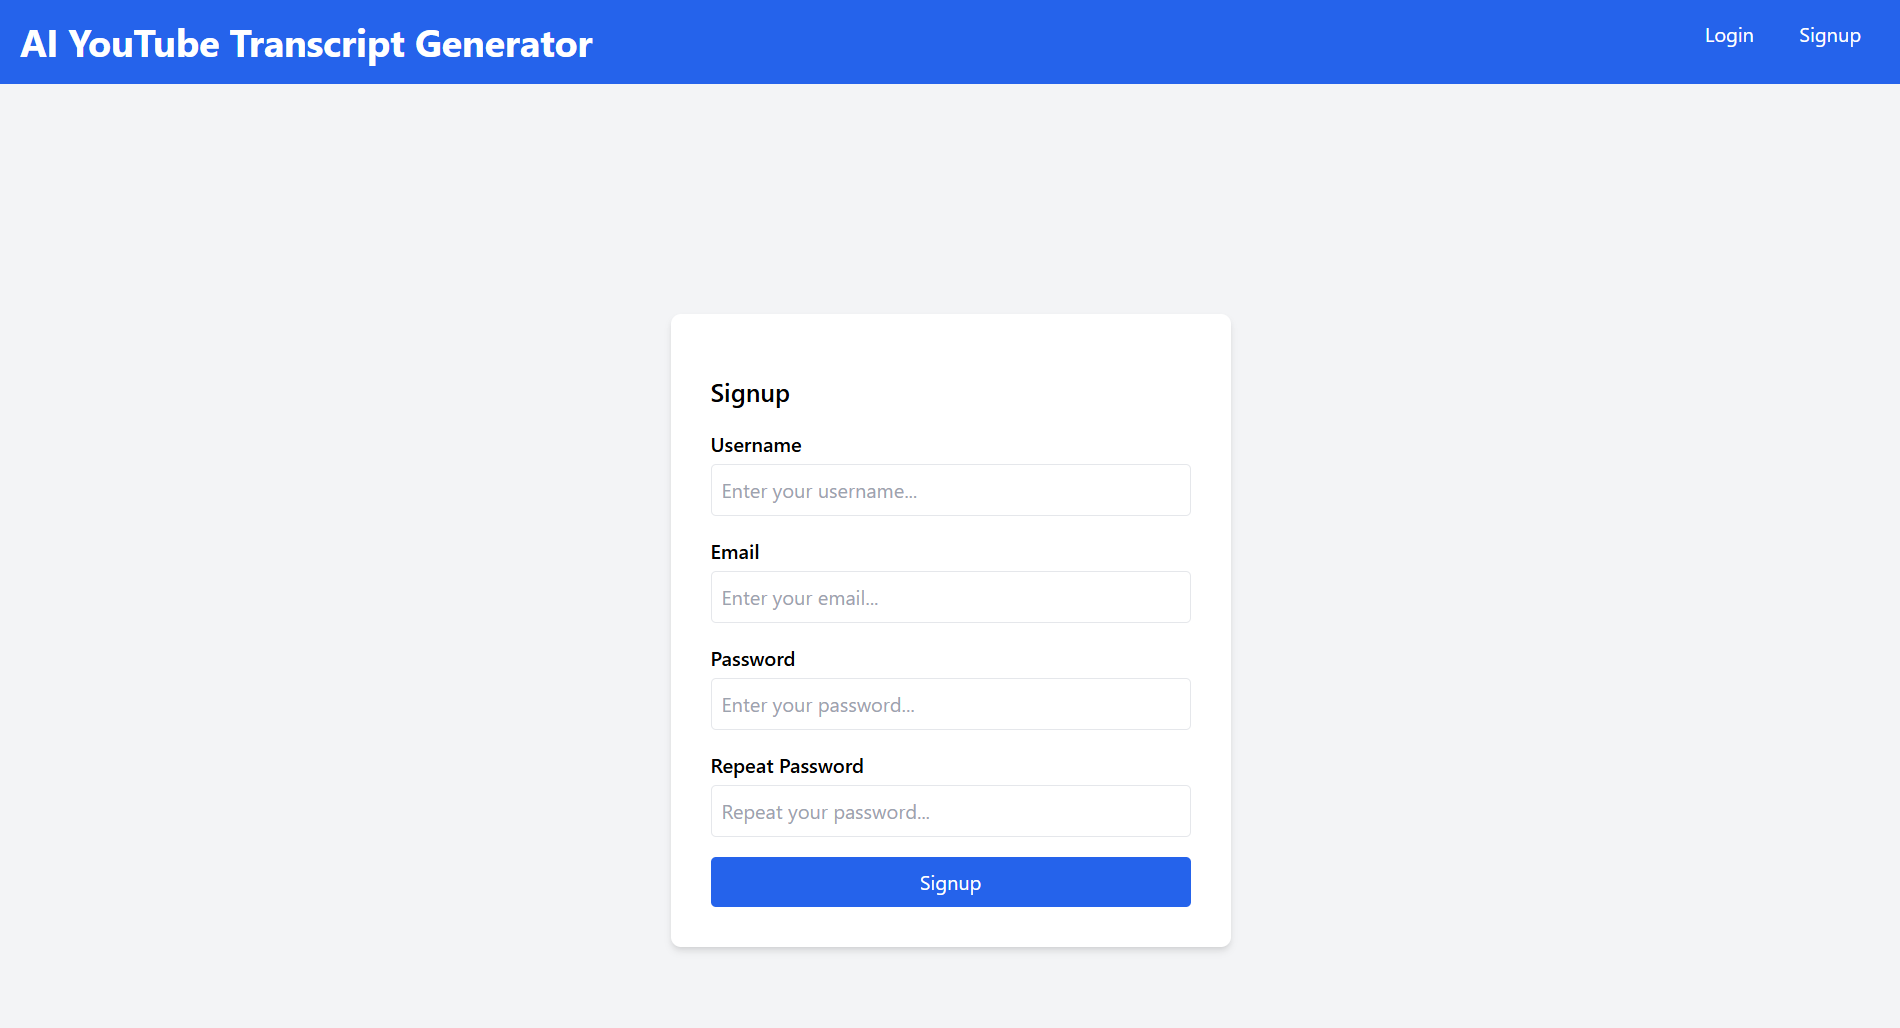 AI YouTube Transcript Generator
Login Signup
Signup
Username
Enter your username...
Email
Enter your email...
Password
Enter your password...
Repeat Password
Repeat your password...
Signup